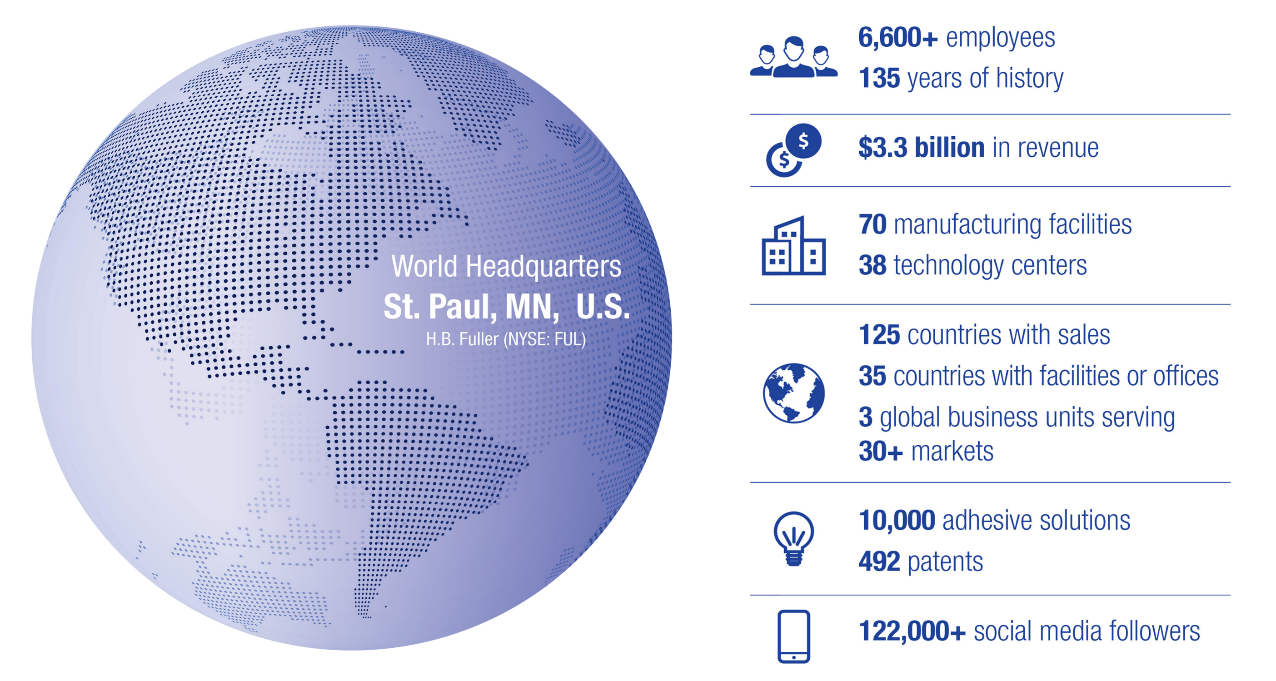 World Headquarters
St. Paul, MN, U.S.
H.B. Fuller (NYSE: FUL)
6,600+ employees
135 years of history
$ $
$3.3 billion in revenue
70 manufacturing facilities
38 technology centers
125 countries with sales
35 countries with facilities or offices
3 global business units serving
30+ markets
10,000 adhesive solutions
492 patents
122,000+ social media followers